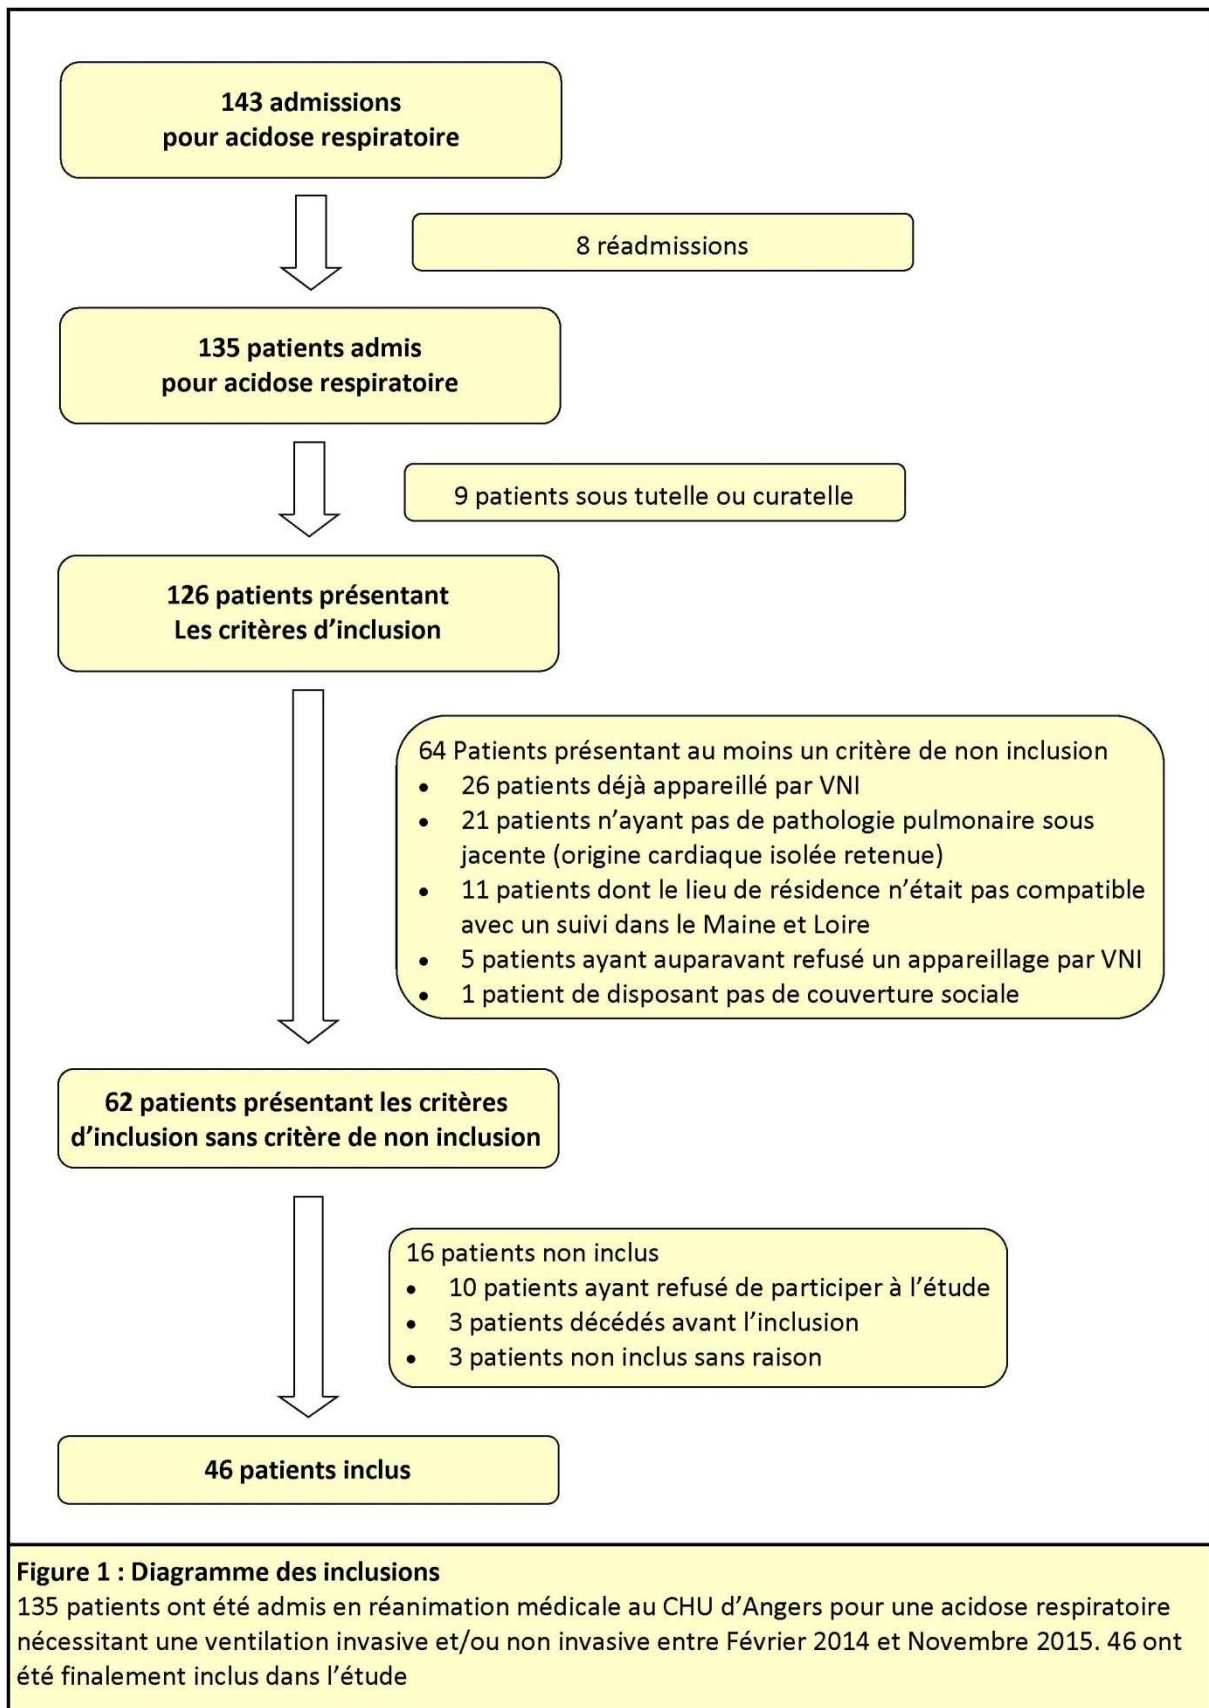 143 admissions
pour acidose respiratoire
8 réadmissions
135 patients admis
pour acidose respiratoire
9 patients sous tutelle ou curatelle
126 patients présentant
Les critères d’inclusion
64 Patients présentant au moins un critère de non inclusion
• 26 patients déjà appareillé par VNI
• 21 patients n’ayant pas de pathologie pulmonaire sous
jacente (origine cardiaque isolée retenue)
• 11 patients dont le lieu de résidence n’était pas compatible
avec un suivi dans le Maine et Loire
• 5 patients ayant auparavant refusé un appareillage par VNI
• 1 patient de disposant pas de couverture sociale
62 patients présentant les critères
d’inclusion sans critère de non inclusion
16 patients non inclus
• 10 patients ayant refusé de participer à l’étude
• 3 patients décédés avant l’inclusion
• 3 patients non inclus sans raison
46 patients inclus
Figure 1 : Diagramme des inclusions
135 patients ont été admis en réanimation médicale au CHU d’Angers pour une acidose respiratoire
nécessitant une ventilation invasive et/ou non invasive entre Février 2014 et Novembre 2015. 46 ont
été finalement inclus dans l’étude